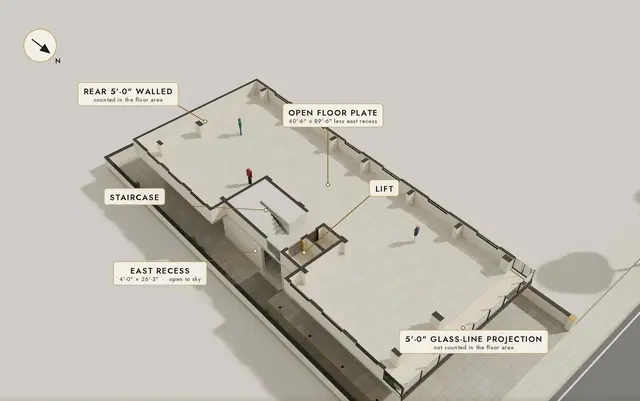 N
REAR 5'-0" WALLED
counted in the floor area
OPEN FLOOR PLATE
40'-6" × 89'-6" less east recess
STAIRCASE
LIFT
EAST RECESS
4'-0" × 26'-3" · open to sky
5'-0" GLASS-LINE PROJECTION
not counted in the floor area